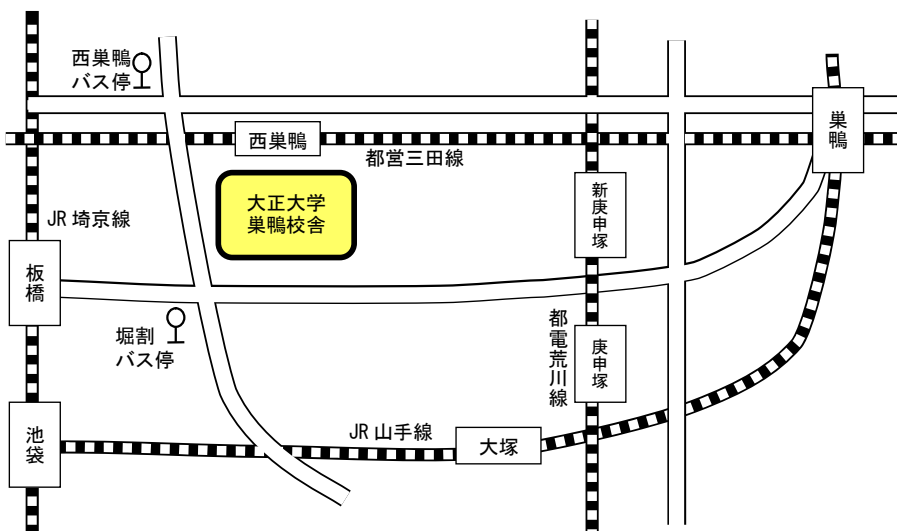 西巣鴨
バス停
巣鴨
西巣鴨
都営三田線
大正大学
巣鴨校舎
新庚申塚
JR 埼京線
板橋
堀割
バス停
都電荒川線
庚申塚
池袋
JR 山手線
大塚